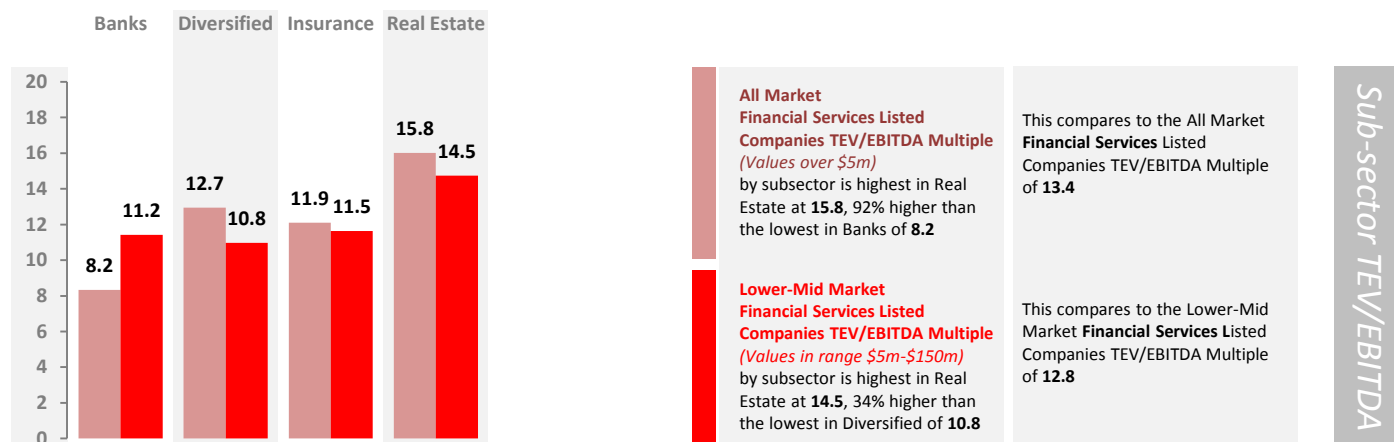 Banks Diversified Insurance Real Estate
20
18
16
14
12
10
8
6
4
2
0
8.2
11.2
12.7
10.8
11.9
11.5
15.8
14.5
All Market
Financial Services Listed
Companies TEV/EBITDA Multiple
(Values over $5m)
by subsector is highest in Real
Estate at 15.8, 92% higher than
the lowest in Banks of 8.2
This compares to the All Market
Financial Services Listed
Companies TEV/EBITDA Multiple
of 13.4
Lower-Mid Market
Financial Services Listed
Companies TEV/EBITDA Multiple
(Values in range $5m-$150m)
by subsector is highest in Real
Estate at 14.5, 34% higher than
the lowest in Diversified of 10.8
This compares to the Lower-Mid
Market Financial Services Listed
Companies TEV/EBITDA Multiple
of 12.8
Sub-sector TEV/EBITDA